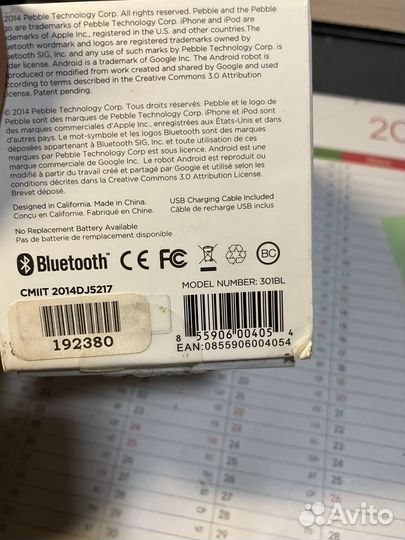 2014 Pebble Technology Corp. All rights reserved. Pebble and the Pebble
logo are trademarks of Pebble Technology Corp. iPhone and iPod are
trademarks of Apple Inc., registered in the U.S. and other countries. The
Bluetooth wordmark and logos are registered trademarks owned by
Bluetooth SIG, Inc. and any use of such marks by Pebble Technology is
under license. Android is a trademark of Google Inc. The Android robot is
reproduced or modified from work created and shared by Google and used
according to terms described in the Creative Commons 3.0 Attribution
License. Patent pending.
© 2014 Pebble Technology Corp. Tous droits réservés. Pebble et le logo de
Pebble sont des marques de Pebble Technology Corp. iPhone et iPod sont
des marques commerciales d'Apple Inc., enregistrées aux États-Unis et dans
d'autres pays. Le mot-symbole et les logos Bluetooth sont des marques
déposées appartenant à Bluetooth SIG, Inc. et toute utilisation de ces
marques par Pebble Technology Corp est sous licence. Android est une
marque commerciale de Google Inc. Le robot Android est reproduit ou
modifié à partir du travail créé et partagé par Google et utilisé selon les
conditions décrites dans la Creative Commons 3.0 Attribution License.
Brevet déposé.
Designed in California. Made in China.
Conçu en Californie. Fabriqué en Chine.
USB Charging Cable Included
Câble de recharge USB inclus
No Replacement Battery Available
Pas de batterie de remplacement disponible
Bluetooth CE FC BC
CMIIT 2014DJ5217
MODEL NUMBER: 301BL
192380
8 55906 00405 4
EAN:0855906004054
20
Avito